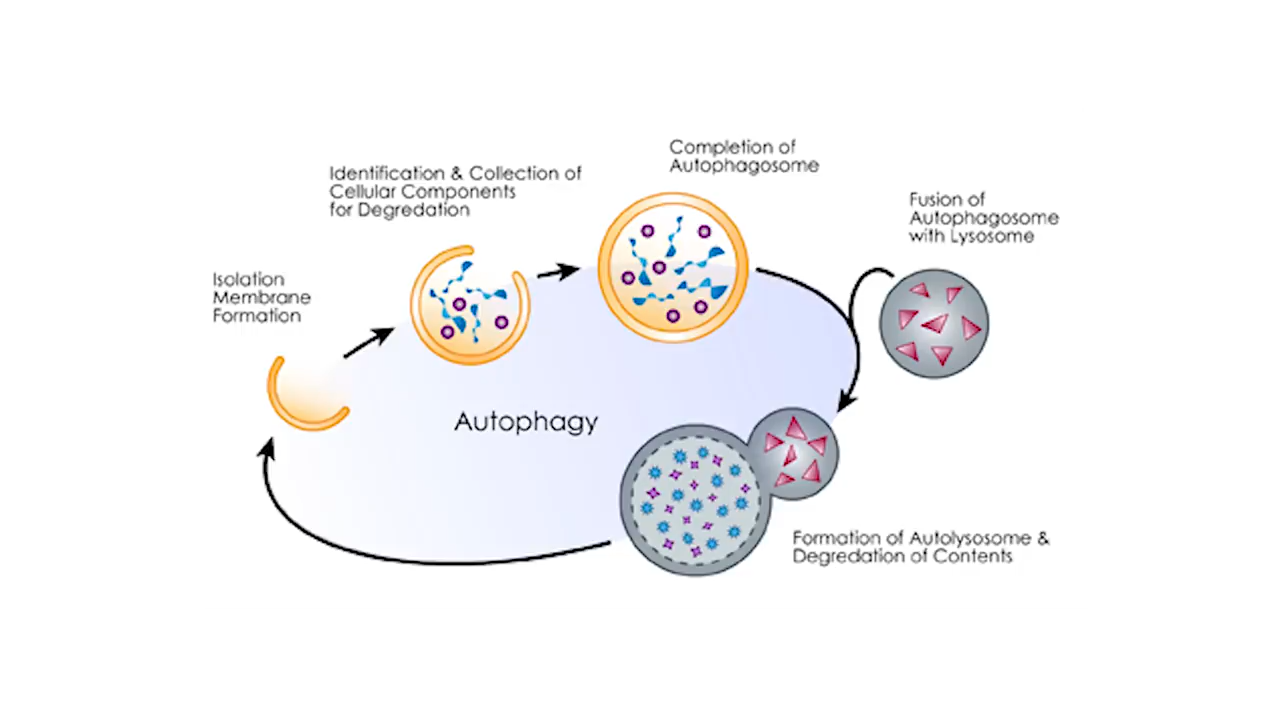 Completion of
Autophagosome
Identification & Collection of
Cellular Components
for Degredation
Fusion of
Autophagosome
with Lysosome
Isolation
Membrane
Formation
Autophagy
Formation of Autolysosome &
Degredation of Contents